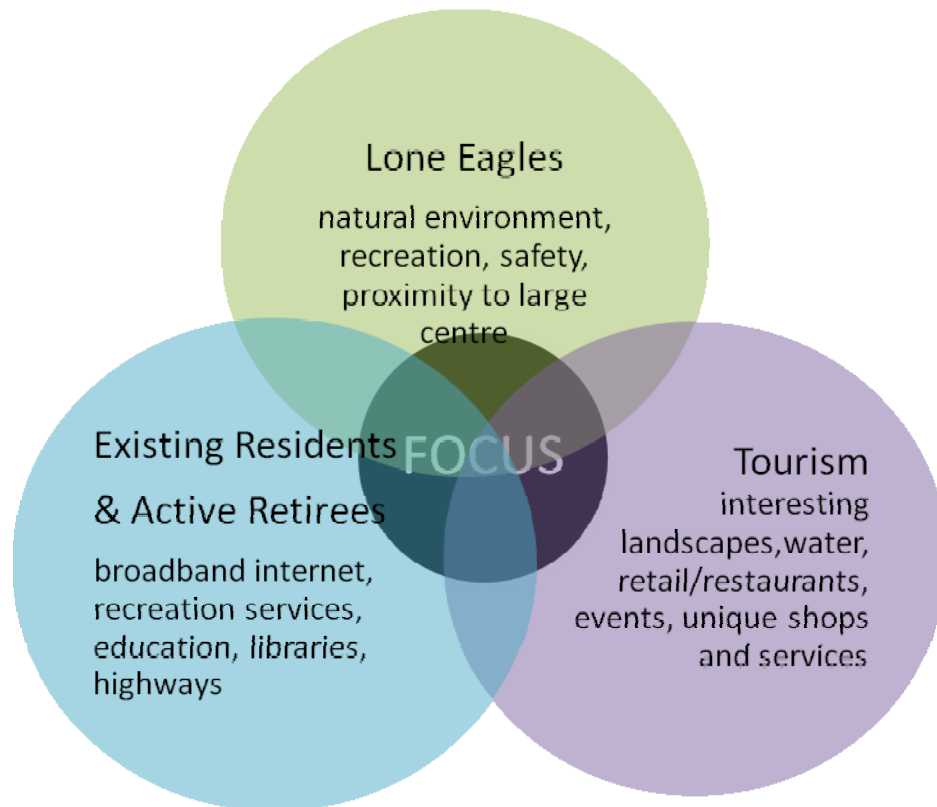 Lone Eagles
natural environment,
recreation, safety,
proximity to large
centre
Existing Residents
& Active Retirees
broadband internet,
recreation services,
education, libraries,
highways
FOCUS
Tourism
interesting
landscapes,water,
retail/restaurants,
events, unique shops
and services